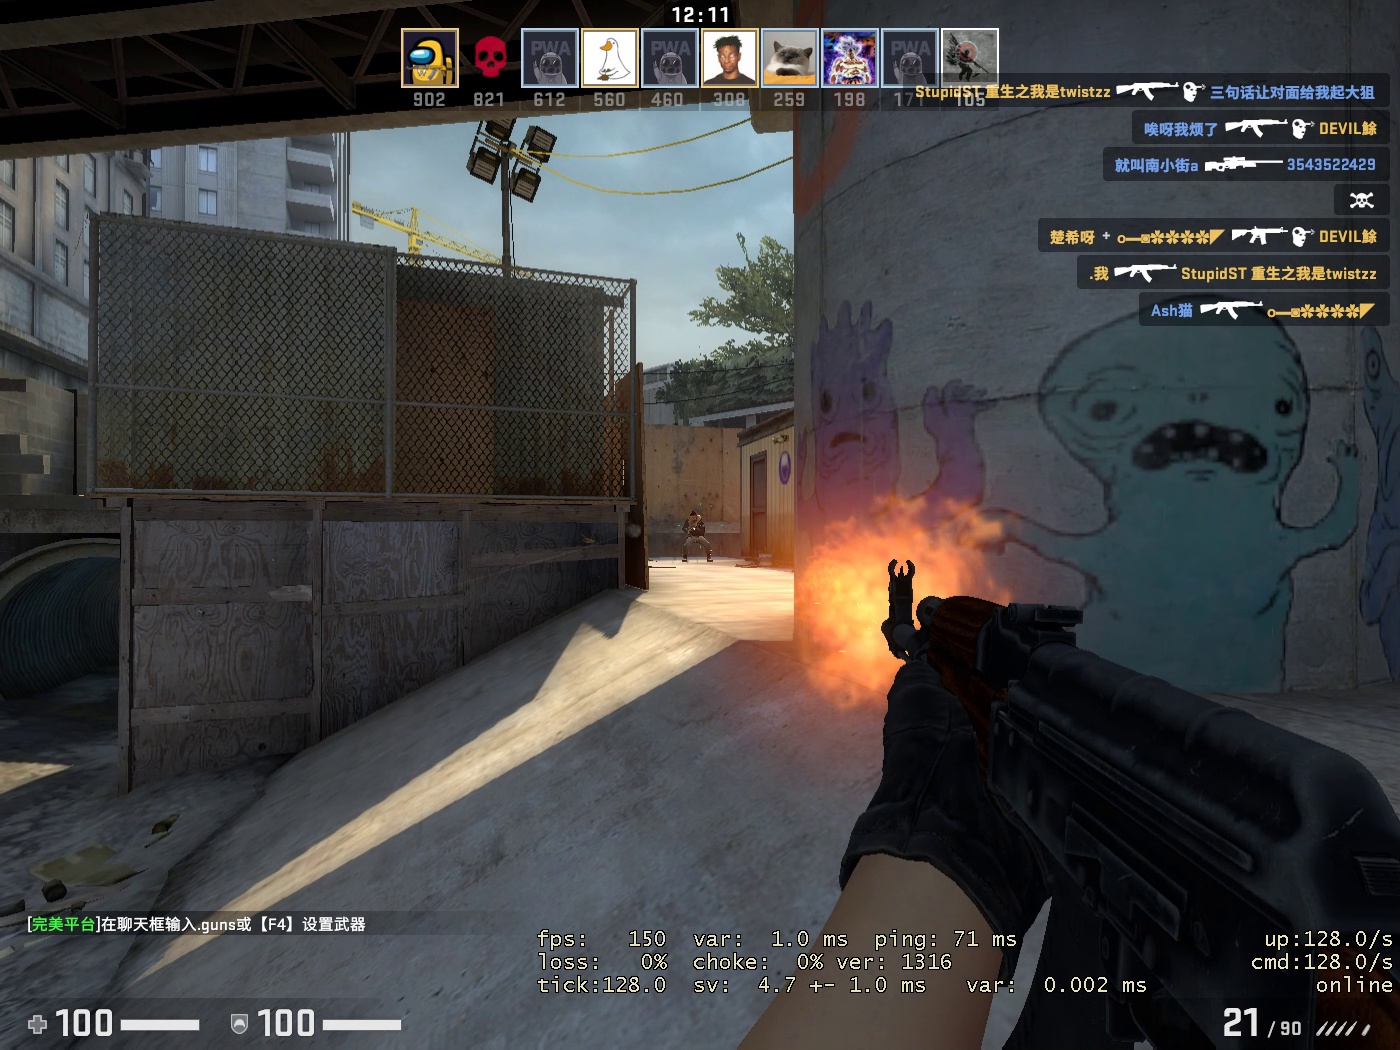 12:11
PWA PWA PWA
902 821 612 560 460 308 259 198 171 105
StupidST 重生之我是twistzz 三句话让对面给我起大狙
唉呀我烦了 DEVIL餘
就叫南小街a 3543522429
楚希呀 + DEVIL餘
.我 StupidST 重生之我是twistzz
Ash猫
[完美平台]在聊天框输入.guns或【F4】设置武器
fps: 150 var: 1.0 ms ping: 71 ms
loss: 0% choke: 0% ver: 1316
tick:128.0 sv: 4.7 +- 1.0 ms var: 0.002 ms
up:128.0/s
cmd:128.0/s
online
100 100
21 / 90